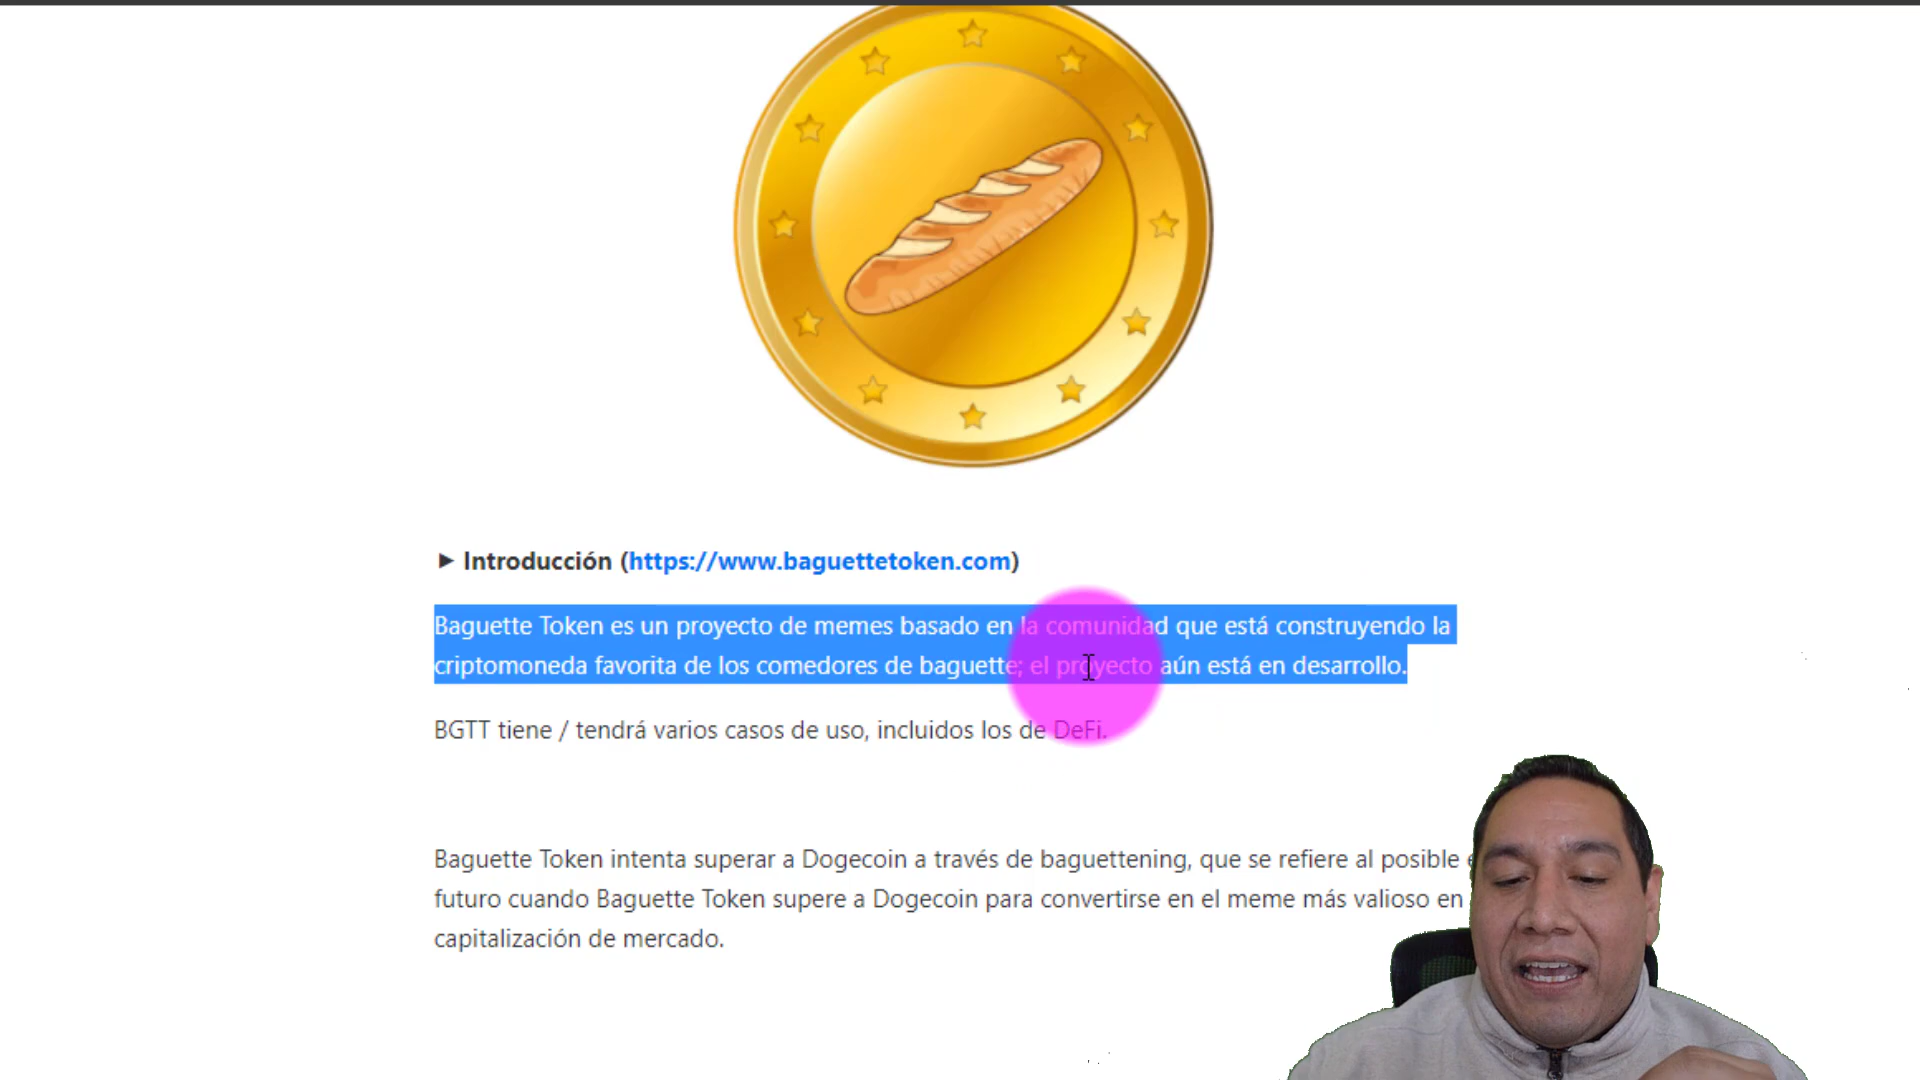 ► Introducción (https://www.baguettetoken.com)
Baguette Token es un proyecto de memes basado en la comunidad que está construyendo la
criptomoneda favorita de los comedores de baguette; el proyecto aún está en desarrollo.
BGTT tiene / tendrá varios casos de uso, incluidos los de DeFi.
Baguette Token intenta superar a Dogecoin a través de baguettening, que se refiere al posible
futuro cuando Baguette Token supere a Dogecoin para convertirse en el meme más valioso en
capitalización de mercado.